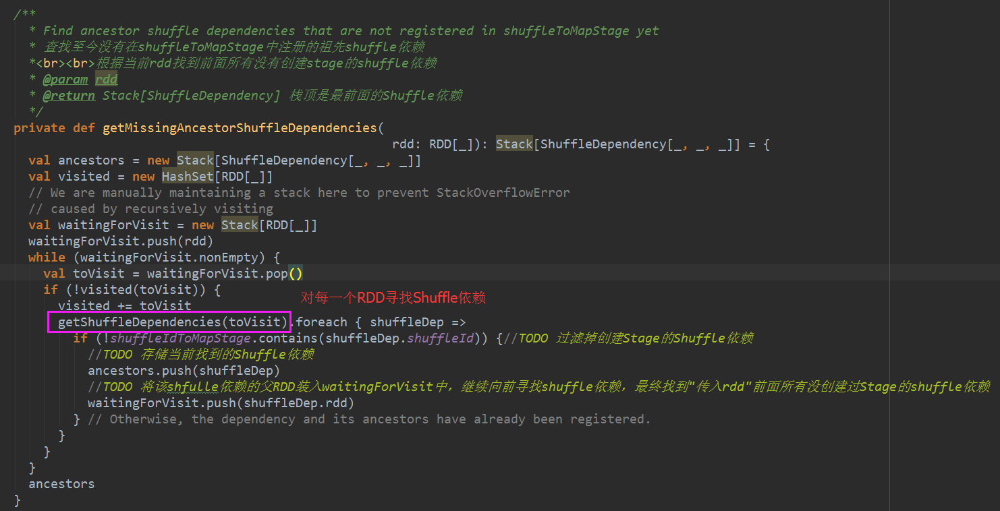 /**
* Find ancestor shuffle dependencies that are not registered in shuffleToMapStage yet
* 查找至今没有在shuffleToMapStage中注册的祖先shuffle依赖
*<br><br>根据当前rdd找到前面所有没有创建stage的shuffle依赖
* @param rdd
* @return Stack[ShuffleDependency] 栈顶是最前面的Shuffle依赖
*/
private def getMissingAncestorShuffleDependencies(
rdd: RDD[_]): Stack[ShuffleDependency[_, _, _]] = {
val ancestors = new Stack[ShuffleDependency[_, _, _]]
val visited = new HashSet[RDD[_]]
// We are manually maintaining a stack here to prevent StackOverflowError
// caused by recursively visiting
val waitingForVisit = new Stack[RDD[_]]
waitingForVisit.push(rdd)
while (waitingForVisit.nonEmpty) {
val toVisit = waitingForVisit.pop()
if (!visited(toVisit)) {
对每一个RDD寻找Shuffle依赖
visited += toVisit
getShuffleDependencies(toVisit).foreach { shuffleDep =>
if (!shuffleIdToMapStage.contains(shuffleDep.shuffleId)) {//TODO 过滤掉创建Stage的Shuffle依赖
//TODO 存储当前找到的Shuffle依赖
ancestors.push(shuffleDep)
//TODO 将该shfulle依赖的父RDD装入waitingForVisit中，继续向前寻找shuffle依赖，最终找到"传入rdd"前面所有没创建过Stage的shuffle依赖
waitingForVisit.push(shuffleDep.rdd)
} // Otherwise, the dependency and its ancestors have already been registered.
}
}
}
ancestors
}